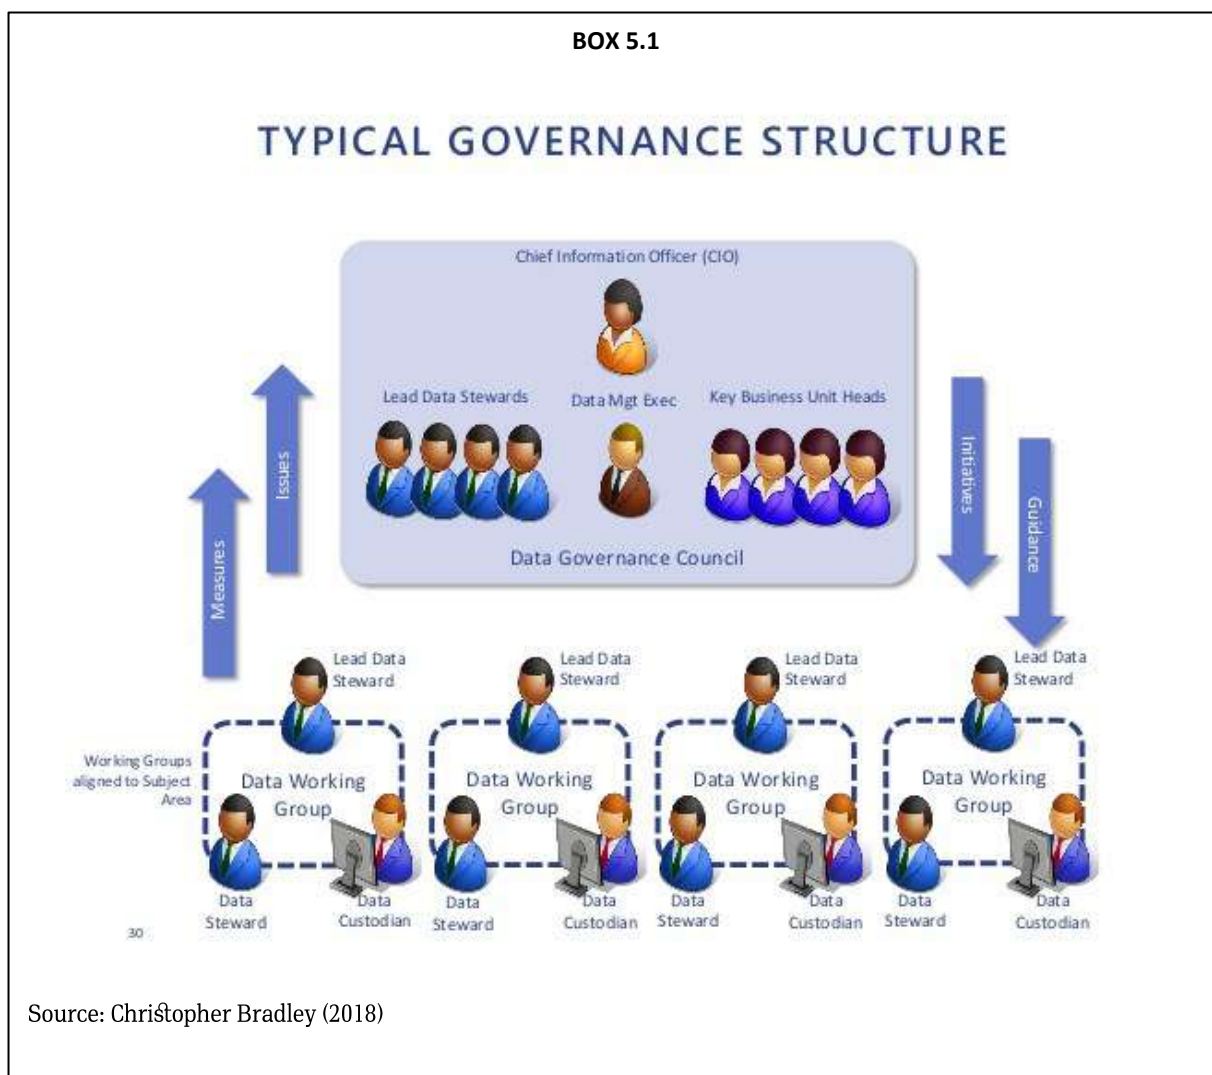 BOX 5.1
TYPICAL GOVERNANCE STRUCTURE
Chief Information Officer (CIO)
Lead Data Stewards
Data Mgt Exec
Key Business Unit Heads
Data Governance Council
Measures
Issues
Initiatives
Guidance
Lead Data
Steward
Lead Data
Steward
Lead Data
Steward
Lead Data
Steward
Working Groups
aligned to Subject
Area
Data Working
Group
Data Working
Group
Data Working
Group
Data Working
Group
Data
Steward
Data
Custodian
Data
Steward
Data
Custodian
Data
Steward
Data
Custodian
Data
Steward
Data
Custodian
30
Source: Christopher Bradley (2018)